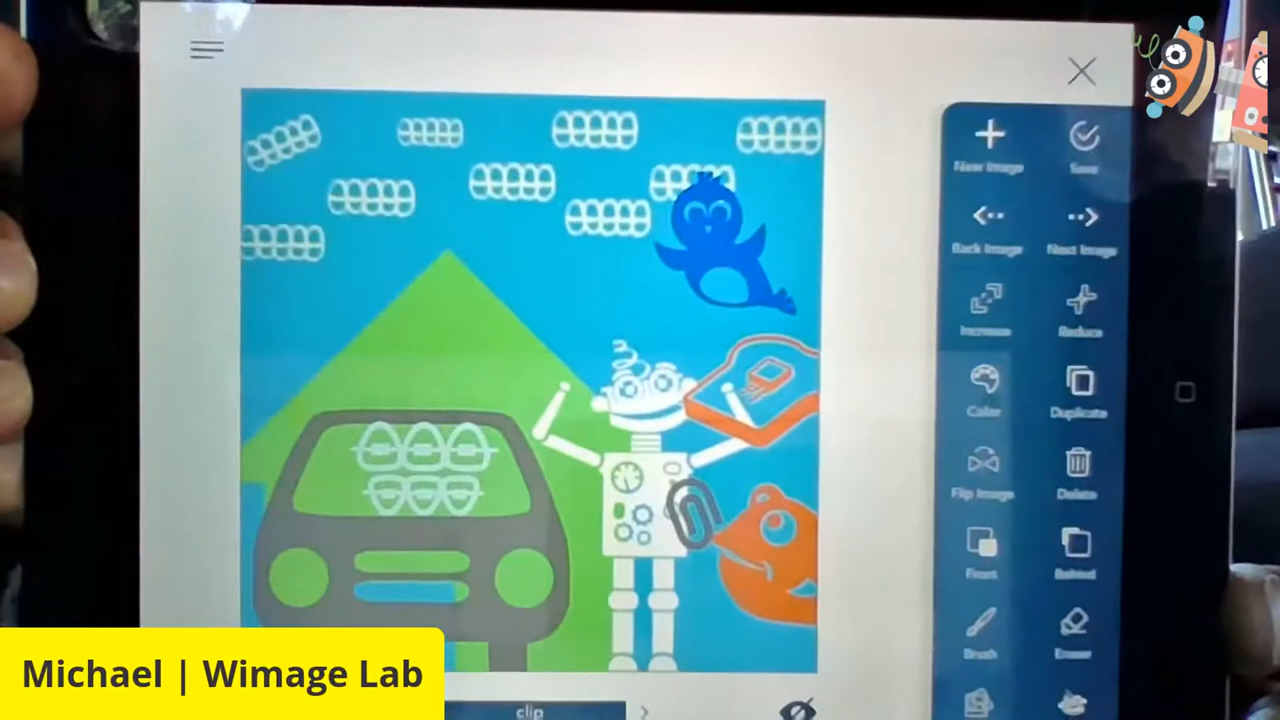 New Image
Save
Back Image
Next Image
Increase
Reduce
Color
Duplicate
Flip Image
Delete
Front
Behind
Brush
Eraser
Michael | Wimage Lab
clip